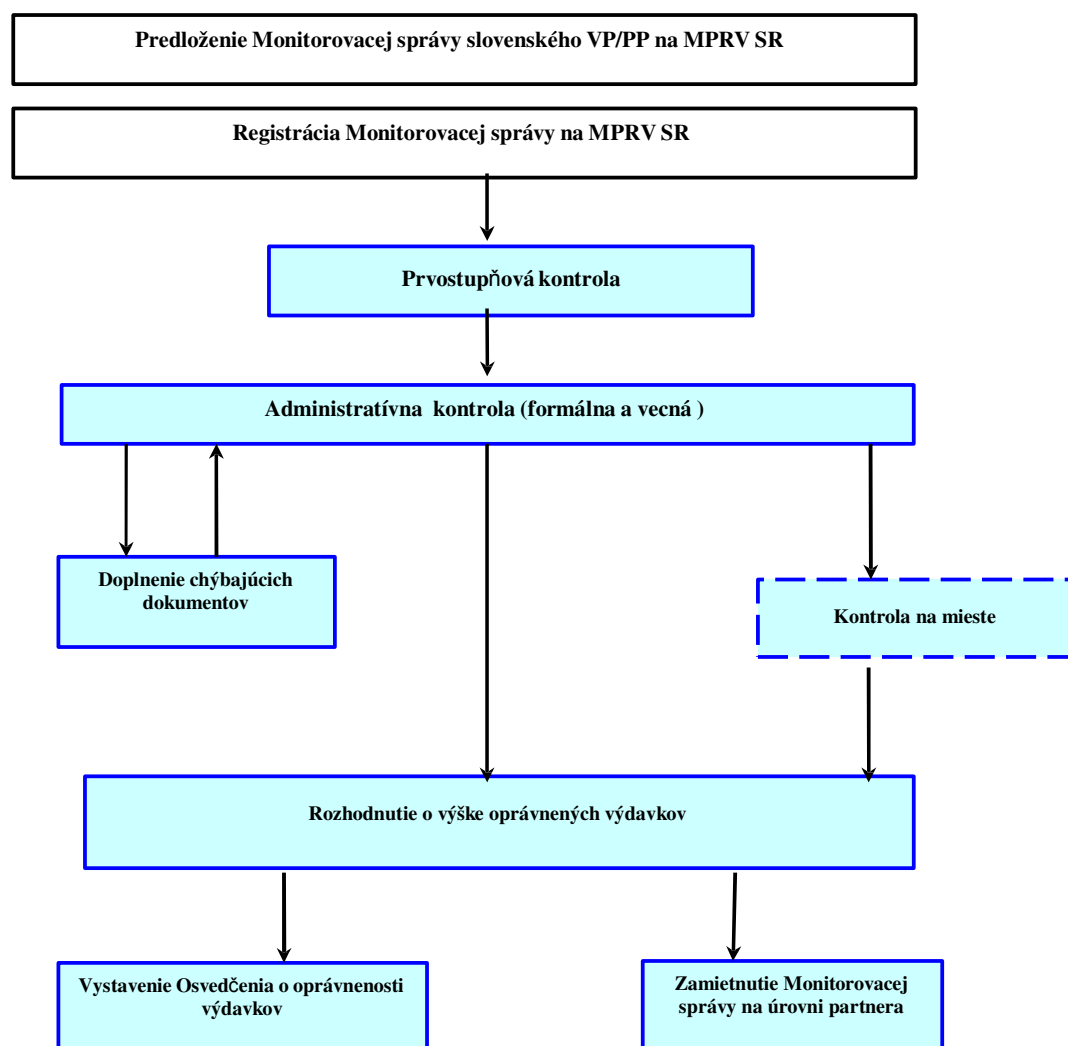 Predloženie Monitorovacej správy slovenského VP/PP na MPRV SR
Registrácia Monitorovacej správy na MPRV SR
Prvostupňová kontrola
Administratívna kontrola (formálna a vecná )
Doplnenie chýbajúcich
dokumentov
Kontrola na mieste
Rozhodnutie o výške oprávnených výdavkov
Vystavenie Osvedčenia o oprávnenosti
výdavkov
Zamietnutie Monitorovacej
správy na úrovni partnera